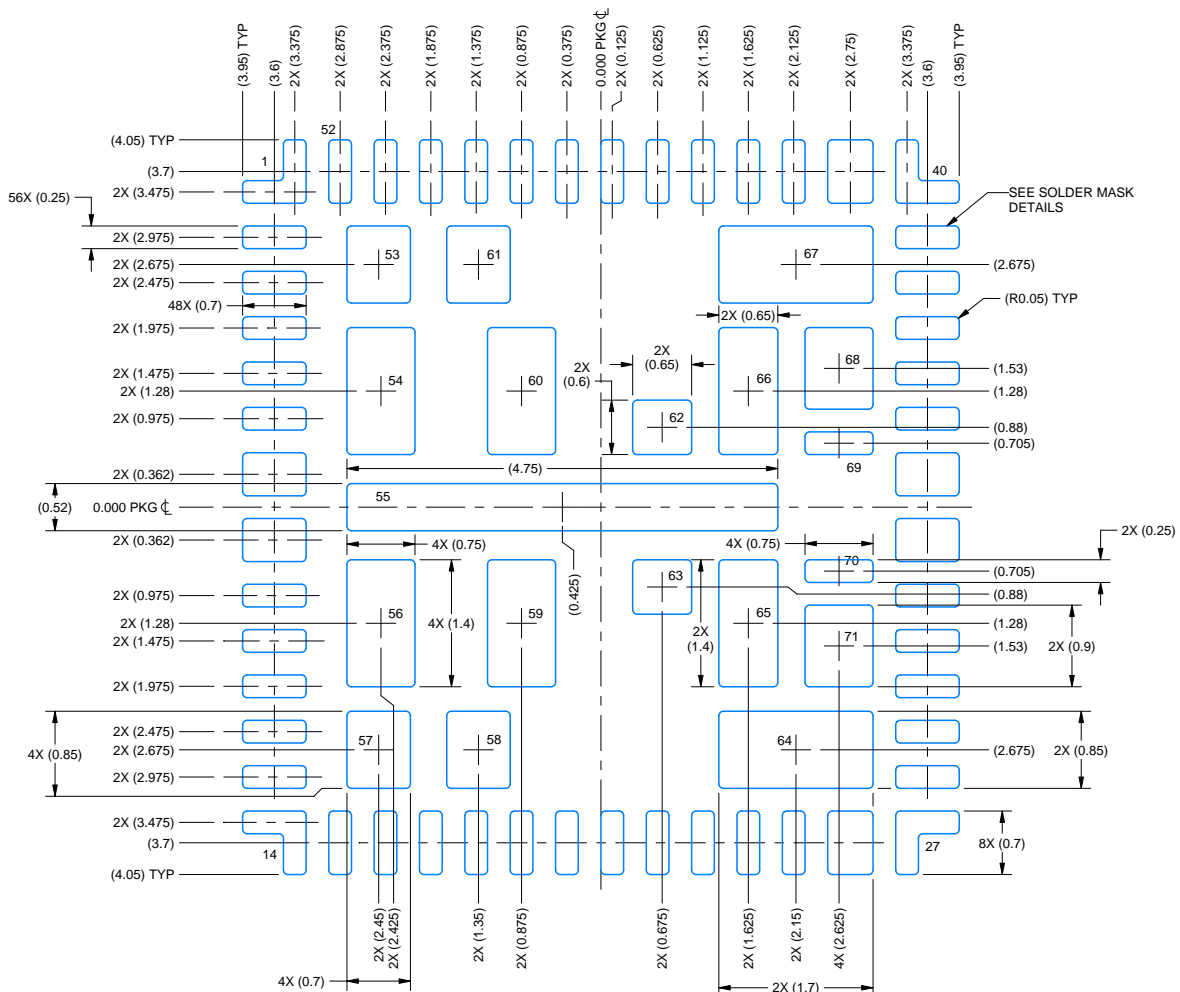 (3.95) TYP
(3.6)
2X (3.375)
2X (2.875)
2X (2.375)
2X (1.875)
2X (1.375)
2X (0.875)
2X (0.375)
0.000 PKG ℄
2X (0.125)
2X (0.625)
2X (1.125)
2X (1.625)
2X (2.125)
2X (2.75)
2X (3.375)
(3.6)
(3.95) TYP
(4.05) TYP
52
1
40
(3.7)
2X (3.475)
56X (0.25)
SEE SOLDER MASK
DETAILS
2X (2.975)
53
61
67
2X (2.675)
(2.675)
2X (2.475)
48X (0.7)
(R0.05) TYP
2X (0.65)
2X (1.975)
2X
(0.65)
2X
(0.6)
68
2X (1.475)
(1.53)
54
60
66
2X (1.28)
(1.28)
2X (0.975)
62
(0.88)
(0.705)
69
2X (0.362)
(4.75)
55
(0.52)
0.000 PKG ℄
2X (0.25)
2X (0.362)
4X (0.75)
4X (0.75)
70
(0.705)
(0.425)
63
2X (0.975)
(0.88)
56
59
65
2X (1.28)
4X (1.4)
2X
(1.4)
(1.28)
2X (1.475)
71
(1.53)
2X (0.9)
2X (1.975)
2X (2.475)
57
58
64
4X (0.85)
2X (2.675)
(2.675)
2X (0.85)
2X (2.975)
2X (3.475)
(3.7)
14
27
8X (0.7)
(4.05) TYP
2X (2.45)
2X (2.425)
2X (1.35)
2X (0.875)
2X (0.675)
2X (1.625)
2X (2.15)
4X (2.625)
4X (0.7)
2X (1.7)